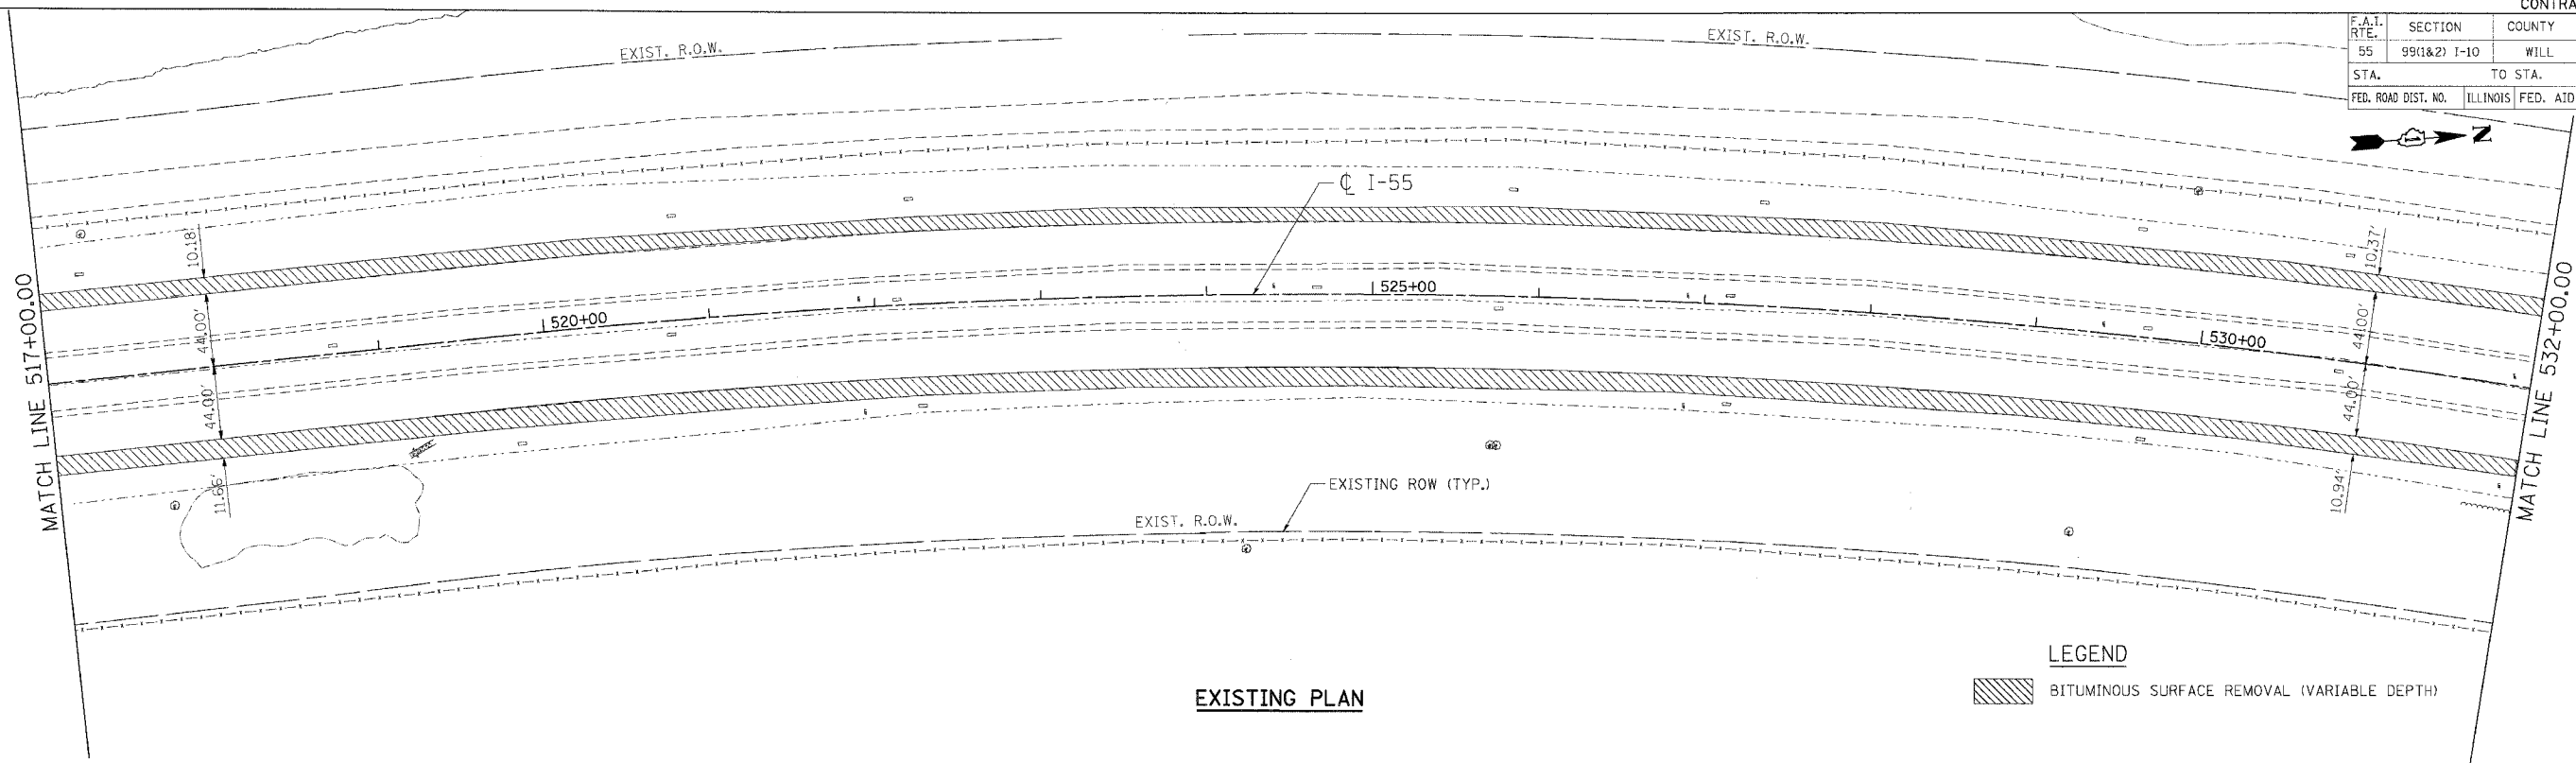 CONTRA
F.A.I. RTE. SECTION COUNTY
55 99(1&2) I-10 WILL
STA. TO STA.
FED. ROAD DIST. NO. ILLINOIS FED. AID
N
EXIST. R.O.W.
EXIST. R.O.W.
℄ I-55
10.18'
10.37'
MATCH LINE 517+00.00
44.00'
520+00
525+00
530+00
44.00'
MATCH LINE 532+00.00
44.00'
44.00'
11.66'
10.94'
EXISTING ROW (TYP.)
EXIST. R.O.W.
LEGEND
BITUMINOUS SURFACE REMOVAL (VARIABLE DEPTH)
EXISTING PLAN